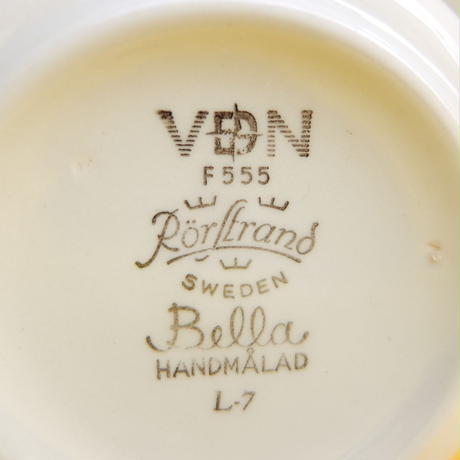 VDN
F555
Rörstrand
SWEDEN
Bella
HANDMÅLAD
L-7